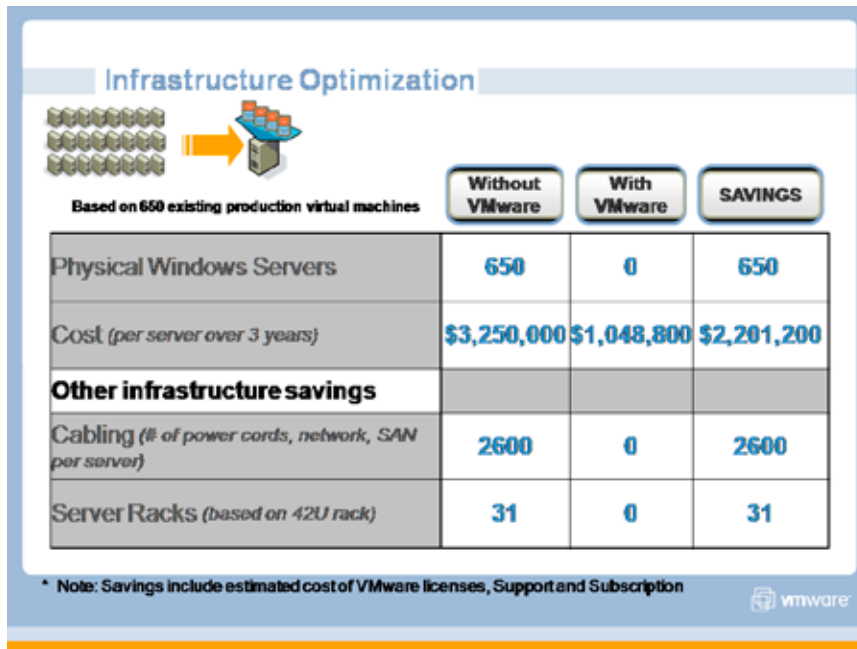 Infrastructure Optimization
Based on 650 existing production virtual machines
Without VMware
With VMware
SAVINGS
Physical Windows Servers 650 0 650
Cost (per server over 3 years) $3,250,000 $1,048,800 $2,201,200
Other infrastructure savings
Cabling (# of power cords, network, SAN
per server) 2600 0 2600
Server Racks (based on 42U rack) 31 0 31
* Note: Savings include estimated cost of VMware licenses, Support and Subscription
vmware